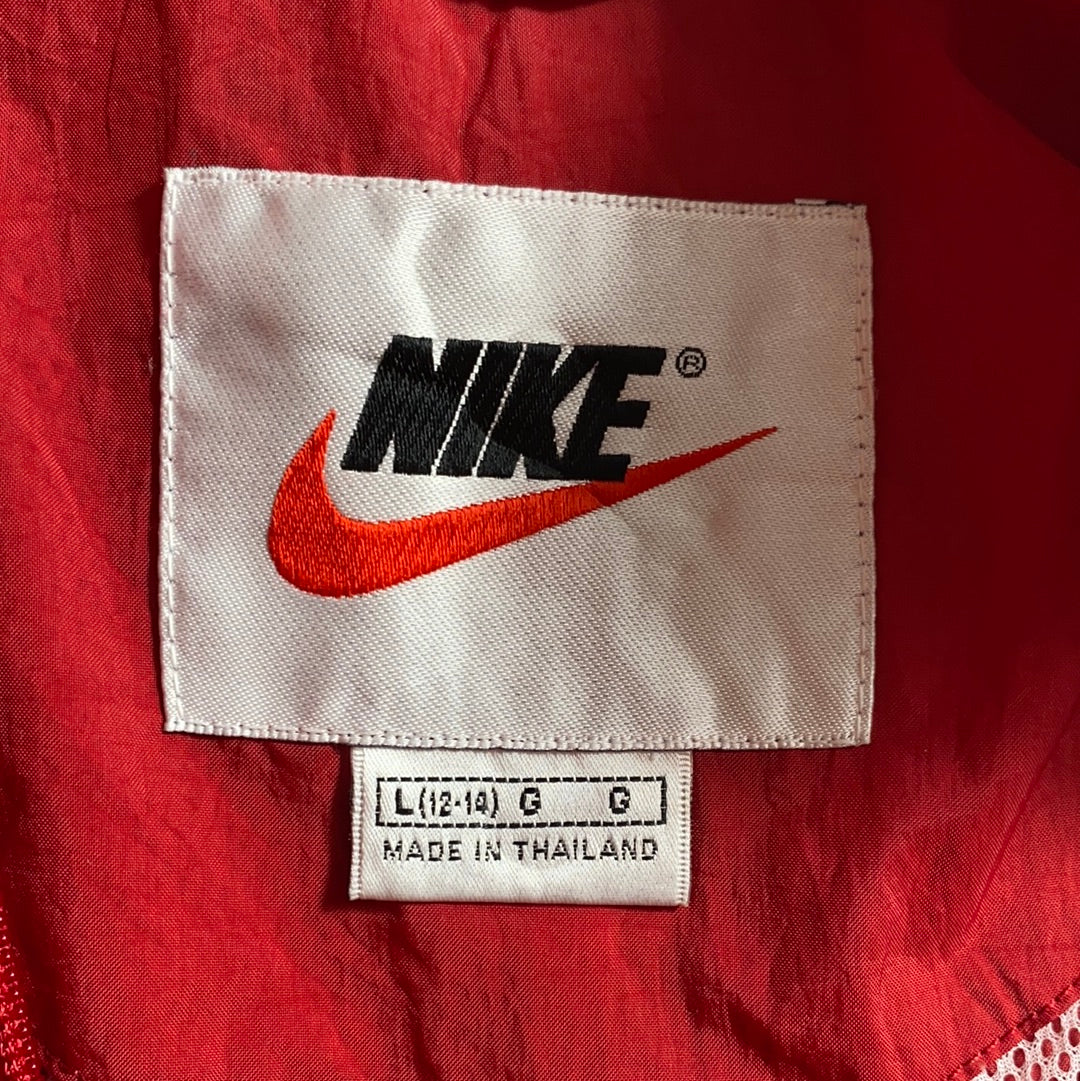 NIKE®
L(12-14) G G
MADE IN THAILAND